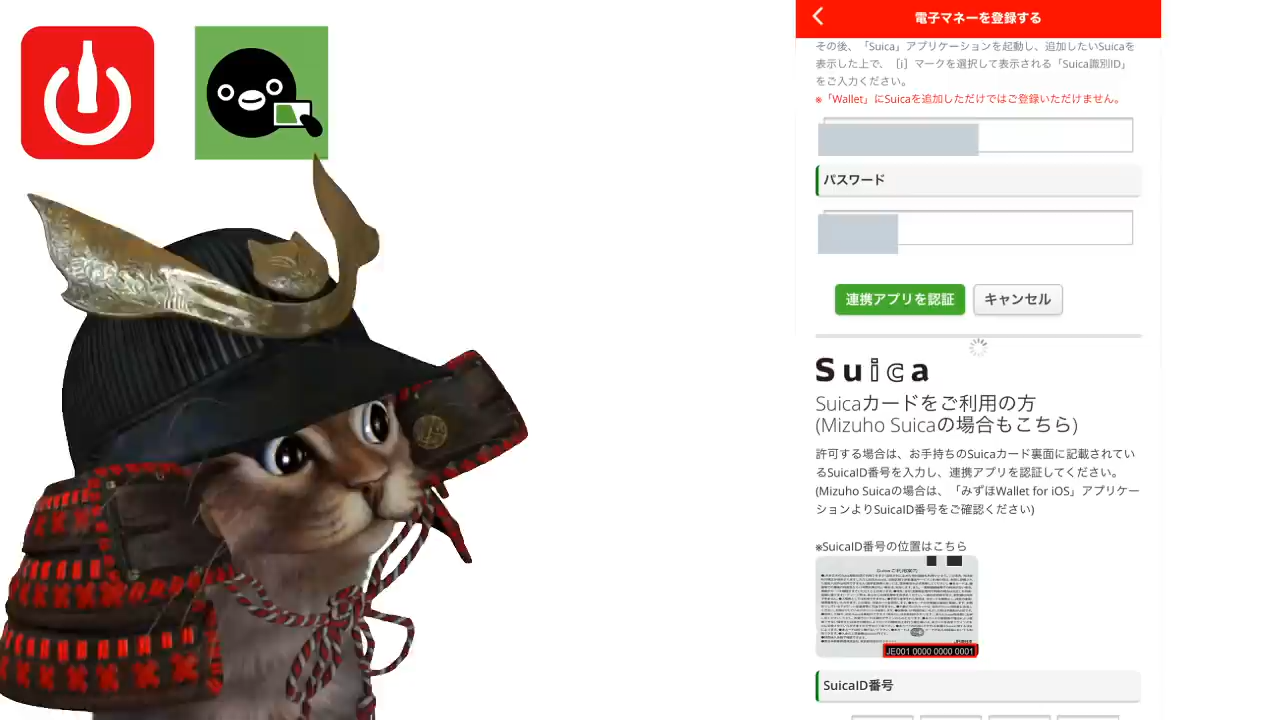 電子マネーを登録する
その後、「Suica」アプリケーションを起動し、追加したいSuicaを
表示した上で、［i］マークを選択して表示される「Suica識別ID」
をご入力ください。
※「Wallet」にSuicaを追加しただけではご登録いただけません。
パスワード
連携アプリを認証
キャンセル
Suica
Suicaカードをご利用の方
(Mizuho Suicaの場合もこちら)
許可する場合は、お手持ちのSuicaカード裏面に記載されてい
るSuicaID番号を入力し、連携アプリを認証してください。
(Mizuho Suicaの場合は、「みずほWallet for iOS」アプリケー
ションよりSuicaID番号をご確認ください)
※SuicaID番号の位置はこちら
JE001 0000 0000 0001
SuicaID番号